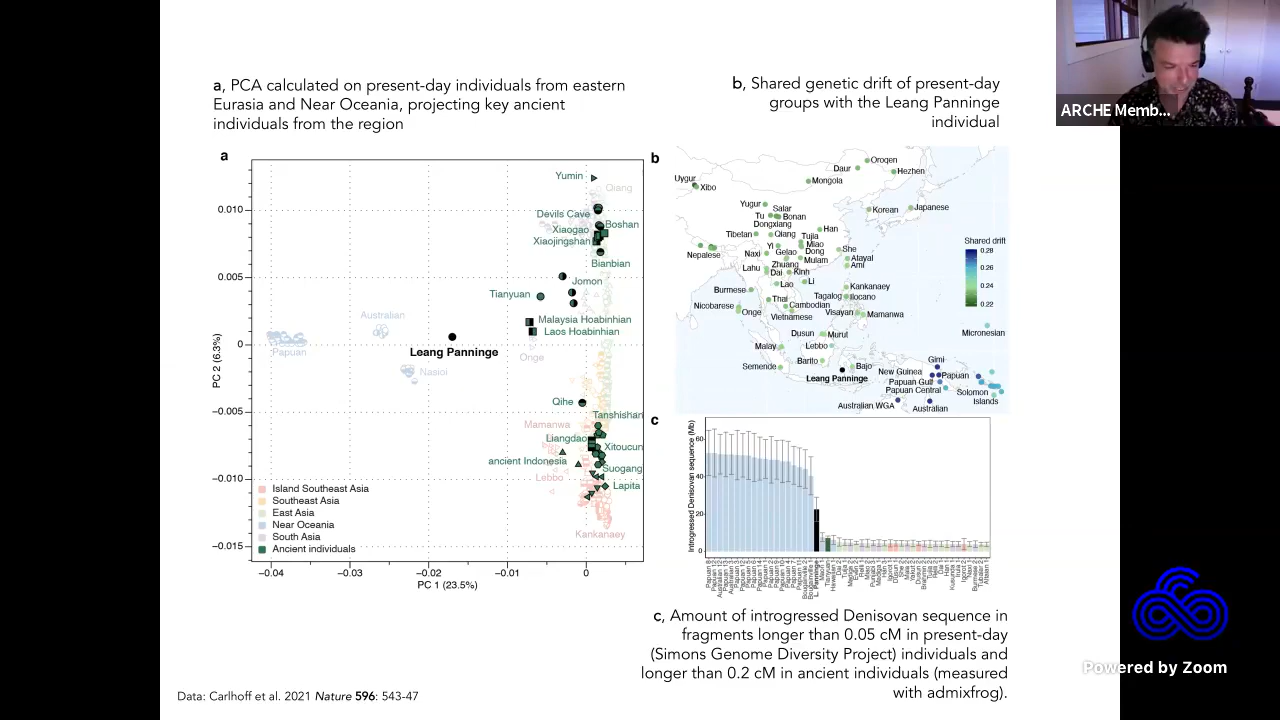 a, PCA calculated on present-day individuals from eastern
Eurasia and Near Oceania, projecting key ancient
individuals from the region
b, Shared genetic drift of present-day
groups with the Leang Panninge
individual
ARCHE Memb...
a
PC 2 (6.3%)
0.010
0.005
0
−0.005
−0.010
−0.015
−0.04
−0.03
−0.02
−0.01
0
PC 1 (23.5%)
Yumin
Qiang
Devils Cave
Boshan
Xiaogao
Xiaojingshan
Bianbian
Jomon
Tianyuan
Australian
Malaysia Hoabinhian
Laos Hoabinhian
Papuan
Leang Panninge
Onge
Nasioi
Qihe
Tanshishan
Mamanwa
Liangdao
Xitoucun
ancient Indonesia
Suogang
Lebbo
Lapita
Kankanaey
Island Southeast Asia
Southeast Asia
East Asia
Near Oceania
South Asia
Ancient individuals
b
Oroqen
Daur
Hezhen
Uygur
Xibo
Mongola
Yugur
Salar
Korean
Japanese
Tu
Bonan
Dongxiang
Han
Tibetan
Qiang
Tujia
Yi
Miao
She
Nepalese
Naxi
Gelao
Dong
Atayal
Zhuang
Mulam
Ami
Lahu
Dai
Kinh
Lao
Li
Burmese
Kankanaey
Thai
Tagalog
Ilocano
Nicobarese
Onge
Cambodian
Visayan
Mamanwa
Vietnamese
Dusun
Murut
Malay
Lebbo
Semende
Barito
Bajo
Leang Panninge
Shared drift
0.28
0.26
0.24
0.22
Micronesian
Gimi
New Guinea
Papuan
Papuan Gulf
Papuan Central
Solomon
Islands
Australian WGA
Australian
c
Introgressed Denisovan sequence (Mb)
60
40
20
0
L. Panninge
c, Amount of introgressed Denisovan sequence in
fragments longer than 0.05 cM in present-day
(Simons Genome Diversity Project) individuals and
longer than 0.2 cM in ancient individuals (measured
with admixfrog).
Data: Carlhoff et al. 2021 Nature 596: 543-47
Powered by Zoom